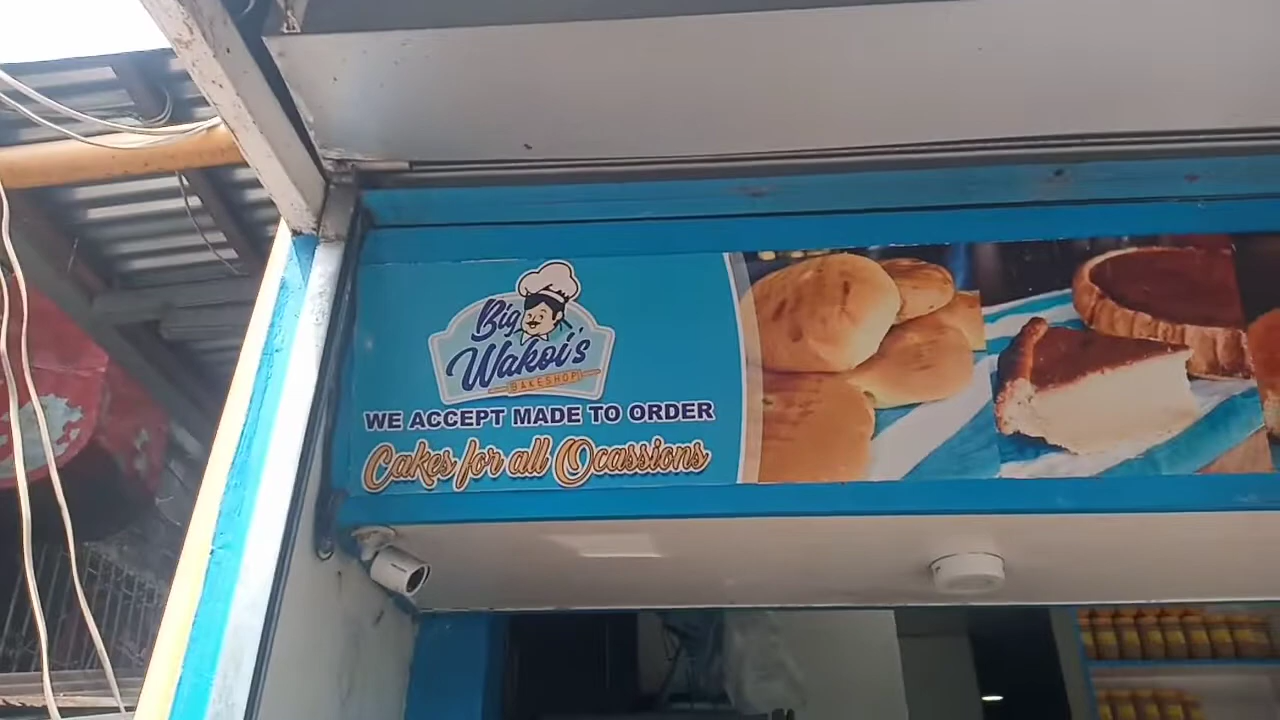 Big
Wakoi's
BAKESHOP
WE ACCEPT MADE TO ORDER
Cakes for all Ocassions